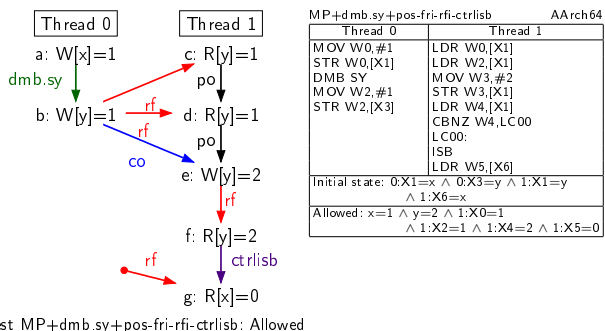 Thread 0 Thread 1
a: W[x]=1 c: R[y]=1
dmb.sy po
b: W[y]=1 rf d: R[y]=1
rf
po
co
e: W[y]=2
rf
f: R[y]=2
ctrlisb
rf
g: R[x]=0
st MP+dmb.sy+pos-fri-rfi-ctrlisb: Allowed
MP+dmb.sy+pos-fri-rfi-ctrlisb AArch64
Thread 0 Thread 1
MOV W0,#1 LDR W0,[X1]
STR W0,[X1] LDR W2,[X1]
DMB SY MOV W3,#2
MOV W2,#1 STR W3,[X1]
STR W2,[X3] LDR W4,[X1]
CBNZ W4,LC00
LC00:
ISB
LDR W5,[X6]
Initial state: 0:X1=x ∧ 0:X3=y ∧ 1:X1=y
∧ 1:X6=x
Allowed: x=1 ∧ y=2 ∧ 1:X0=1
∧ 1:X2=1 ∧ 1:X4=2 ∧ 1:X5=0